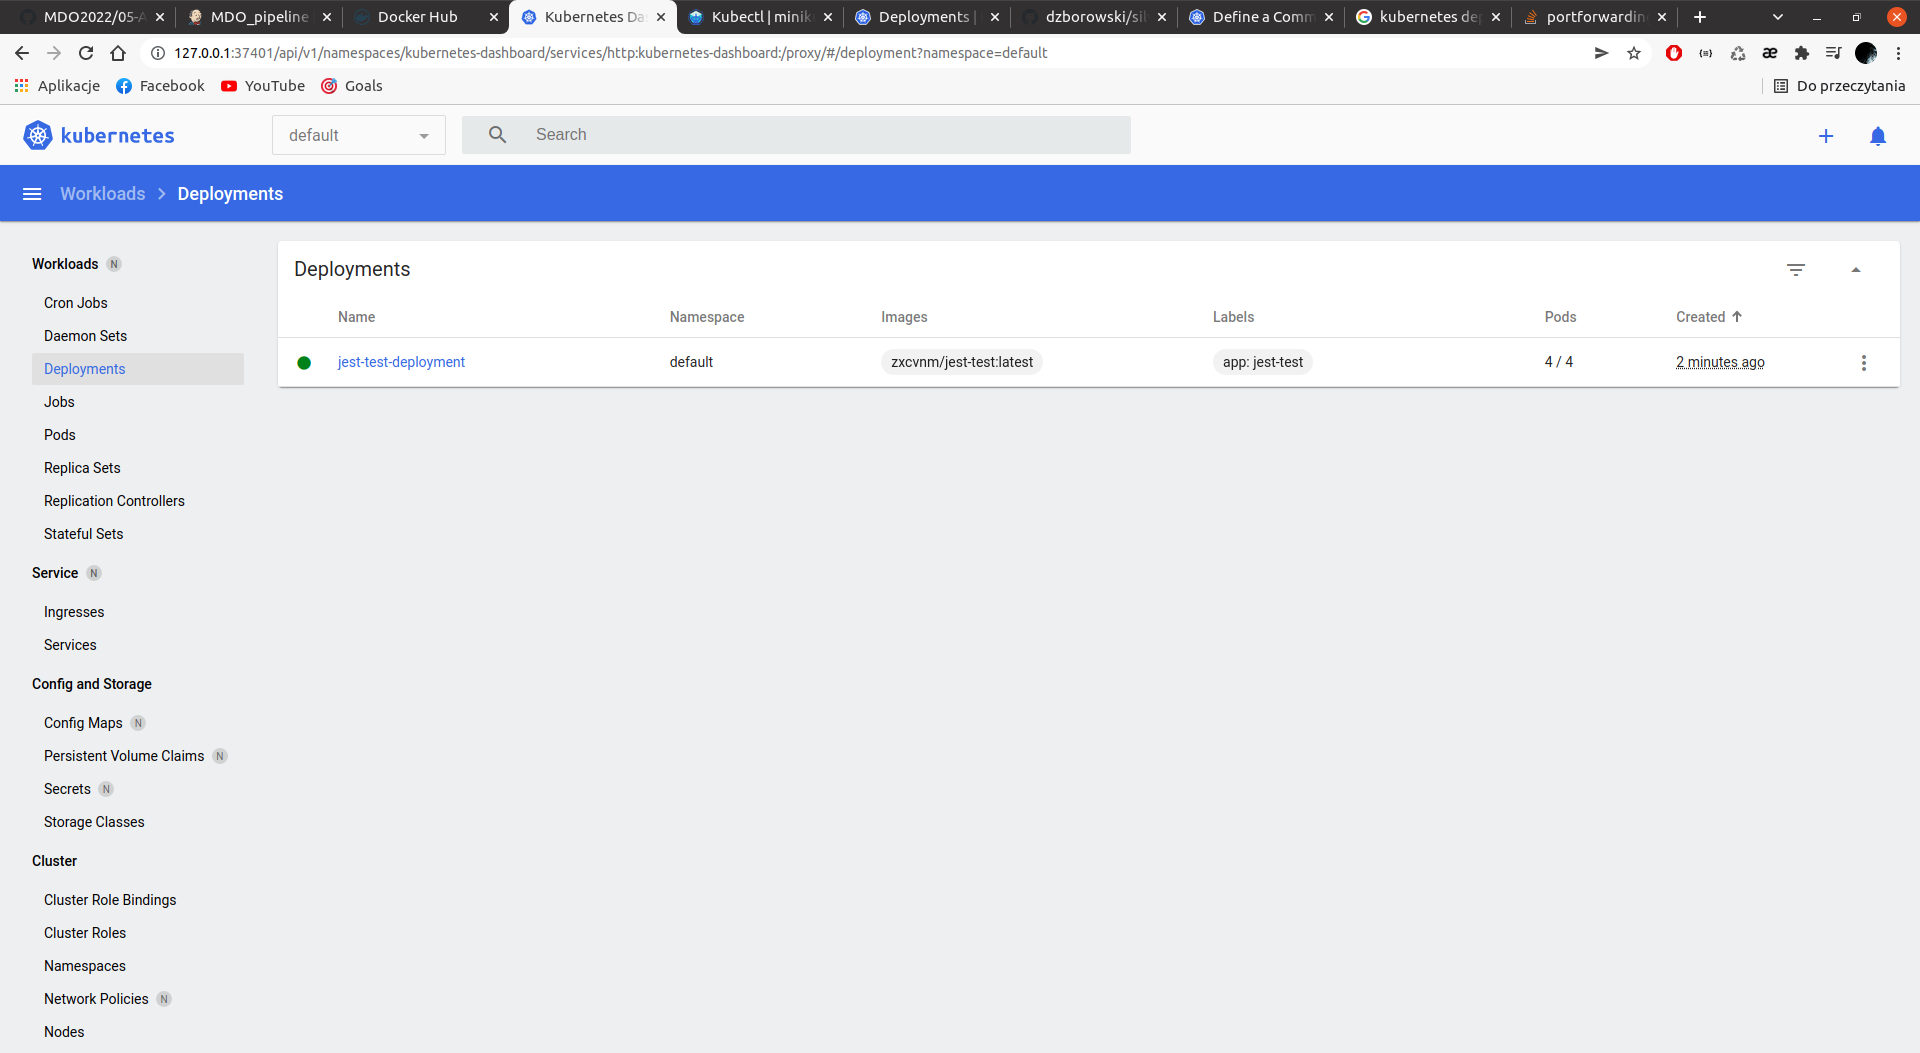 MDO2022/05-A
MDO_pipeline
Docker Hub
Kubernetes Da
Kubectl | minik
Deployments |
dzborowski/sil
Define a Comm
kubernetes de
portforwardin
127.0.0.1:37401/api/v1/namespaces/kubernetes-dashboard/services/http:kubernetes-dashboard:/proxy/#/deployment?namespace=default
Aplikacje
Facebook
YouTube
Goals
Do przeczytania
kubernetes
default
Search
Workloads
Deployments
Workloads N
Cron Jobs
Daemon Sets
Deployments
Jobs
Pods
Replica Sets
Replication Controllers
Stateful Sets
Service N
Ingresses
Services
Config and Storage
Config Maps N
Persistent Volume Claims N
Secrets N
Storage Classes
Cluster
Cluster Role Bindings
Cluster Roles
Namespaces
Network Policies N
Nodes
Deployments
Name Namespace Images Labels Pods Created
jest-test-deployment default zxcvnm/jest-test:latest app: jest-test 4 / 4 2 minutes ago